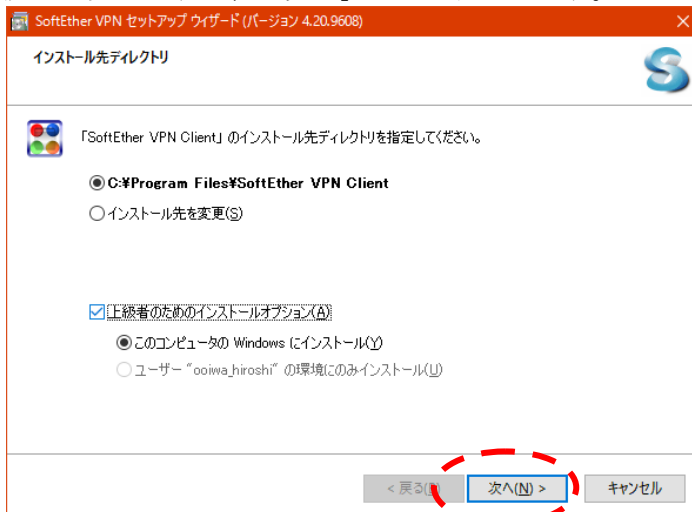 SoftEther VPN セットアップ ウィザード (バージョン 4.20.9608)
インストール先ディレクトリ
「SoftEther VPN Client」のインストール先ディレクトリを指定してください。
C:¥Program Files¥SoftEther VPN Client
インストール先を変更(S)
上級者のためのインストールオプション(A)
このコンピュータの Windows にインストール(Y)
ユーザー "ooiwa_hiroshi" の環境にのみインストール(U)
< 戻る 次へ(N) > キャンセル